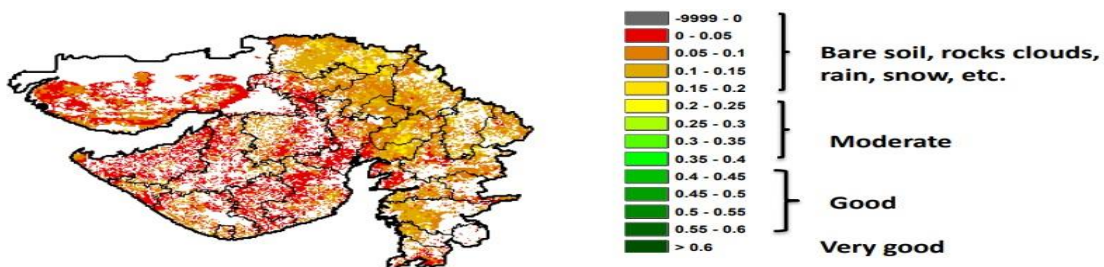 -9999 - 0
0 - 0.05
0.05 - 0.1
0.1 - 0.15
0.15 - 0.2
0.2 - 0.25
0.25 - 0.3
0.3 - 0.35
0.35 - 0.4
0.4 - 0.45
0.45 - 0.5
0.5 - 0.55
0.55 - 0.6
> 0.6
Bare soil, rocks clouds,
rain, snow, etc.
Moderate
Good
Very good